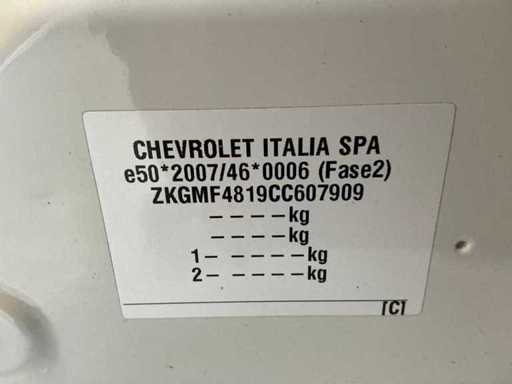 CHEVROLET ITALIA SPA
e50*2007/46*0006 (Fase2)
ZKGMF4819CC607909
– – – – kg
– – – – kg
1– – – – – kg
2– – – – – kg
[C]